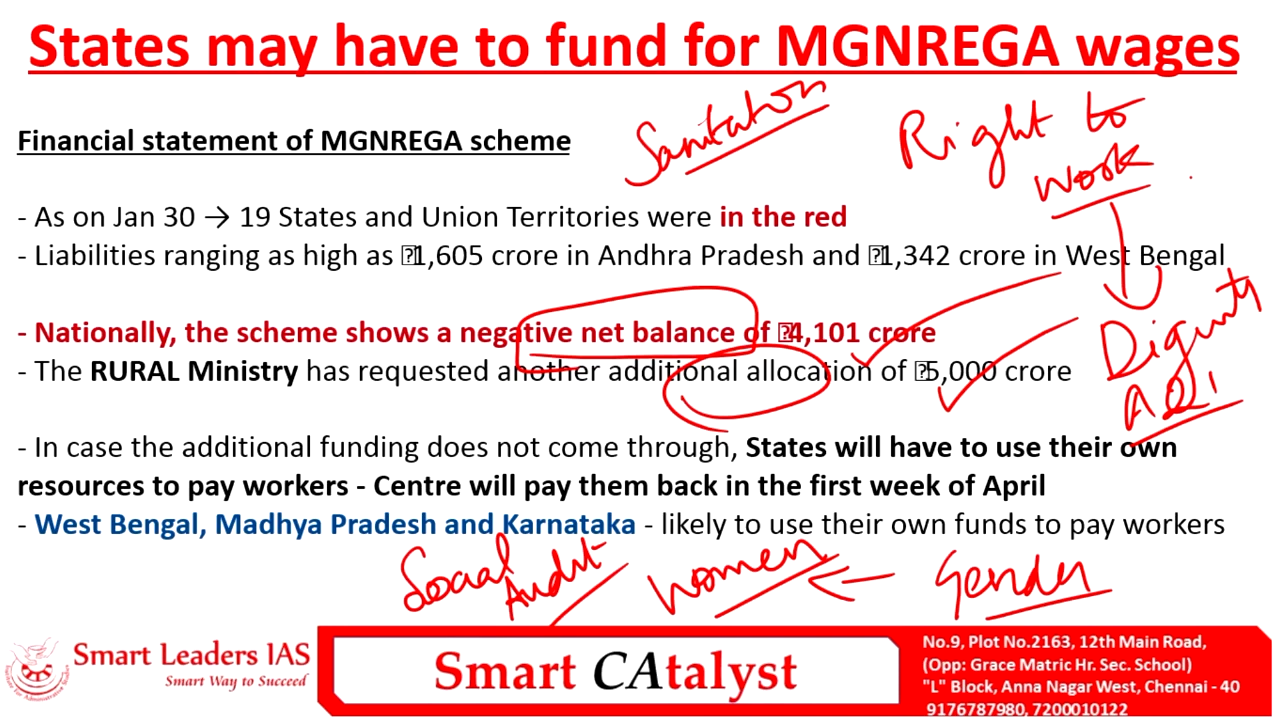 States may have to fund for MGNREGA wages
Financial statement of MGNREGA scheme
Sanitation
Right to
work
- As on Jan 30 → 19 States and Union Territories were in the red
- Liabilities ranging as high as 1,605 crore in Andhra Pradesh and 1,342 crore in West Bengal
- Nationally, the scheme shows a negative net balance of 4,101 crore
- The RURAL Ministry has requested another additional allocation of 5,000 crore
Dignity
- In case the additional funding does not come through, States will have to use their own
resources to pay workers - Centre will pay them back in the first week of April
- West Bengal, Madhya Pradesh and Karnataka - likely to use their own funds to pay workers
Social
Audit
women
Gender
Smart Leaders IAS
Smart Way to Succeed
Smart CAtalyst
No.9, Plot No.2163, 12th Main Road,
(Opp: Grace Matric Hr. Sec. School)
"L" Block, Anna Nagar West, Chennai - 40
9176787980, 7200010122